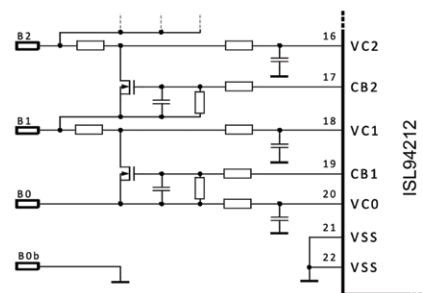 B2 16 VC2
17 CB2
B1 18 VC1
19 CB1
B0 20 VC0
21 VSS
B0b 22 VSS
ISL94212